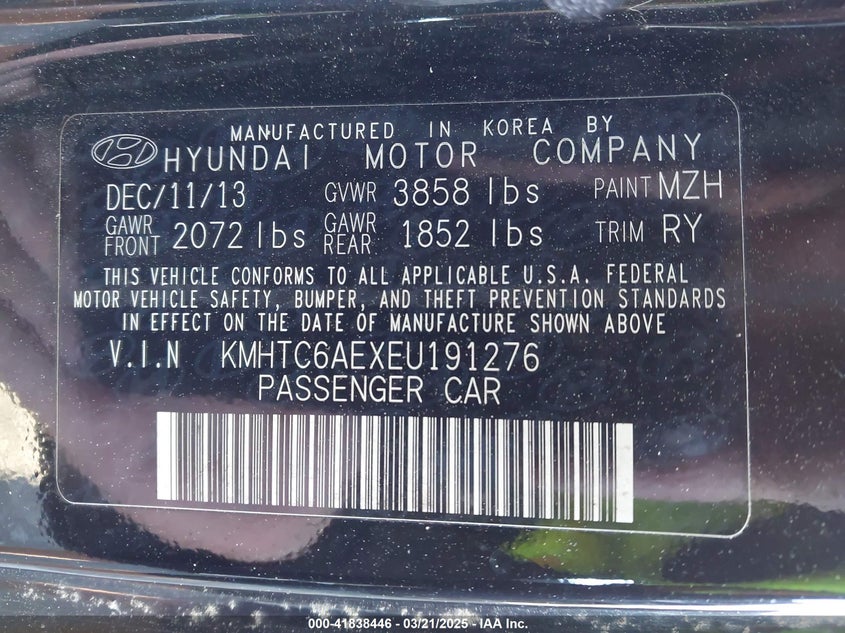 MANUFACTURED IN KOREA BY
HYUNDAI MOTOR COMPANY
DEC/11/13 GVWR 3858 lbs PAINT MZH
GAWR FRONT 2072 lbs GAWR REAR 1852 lbs TRIM RY
THIS VEHICLE CONFORMS TO ALL APPLICABLE U.S.A. FEDERAL
MOTOR VEHICLE SAFETY, BUMPER, AND THEFT PREVENTION STANDARDS
IN EFFECT ON THE DATE OF MANUFACTURE SHOWN ABOVE
V.I.N KMHTC6AEXEU191276
PASSENGER CAR
000-41838446 - 03/21/2025 - IAA Inc.